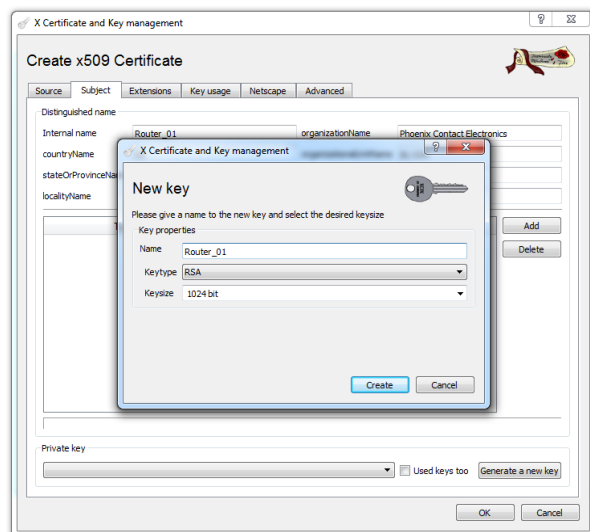 X Certificate and Key management
Create x509 Certificate
Source Subject Extensions Key usage Netscape Advanced
Distinguished name
Internal name Router_01 organizationName Phoenix Contact Electronics
countryName
stateOrProvinceNa
localityName
X Certificate and Key management
New key
Please give a name to the new key and select the desired keysize
Key properties
Name Router_01
Keytype RSA
Keysize 1024 bit
Create Cancel
Add
Delete
Private key
Used keys too Generate a new key
OK Cancel